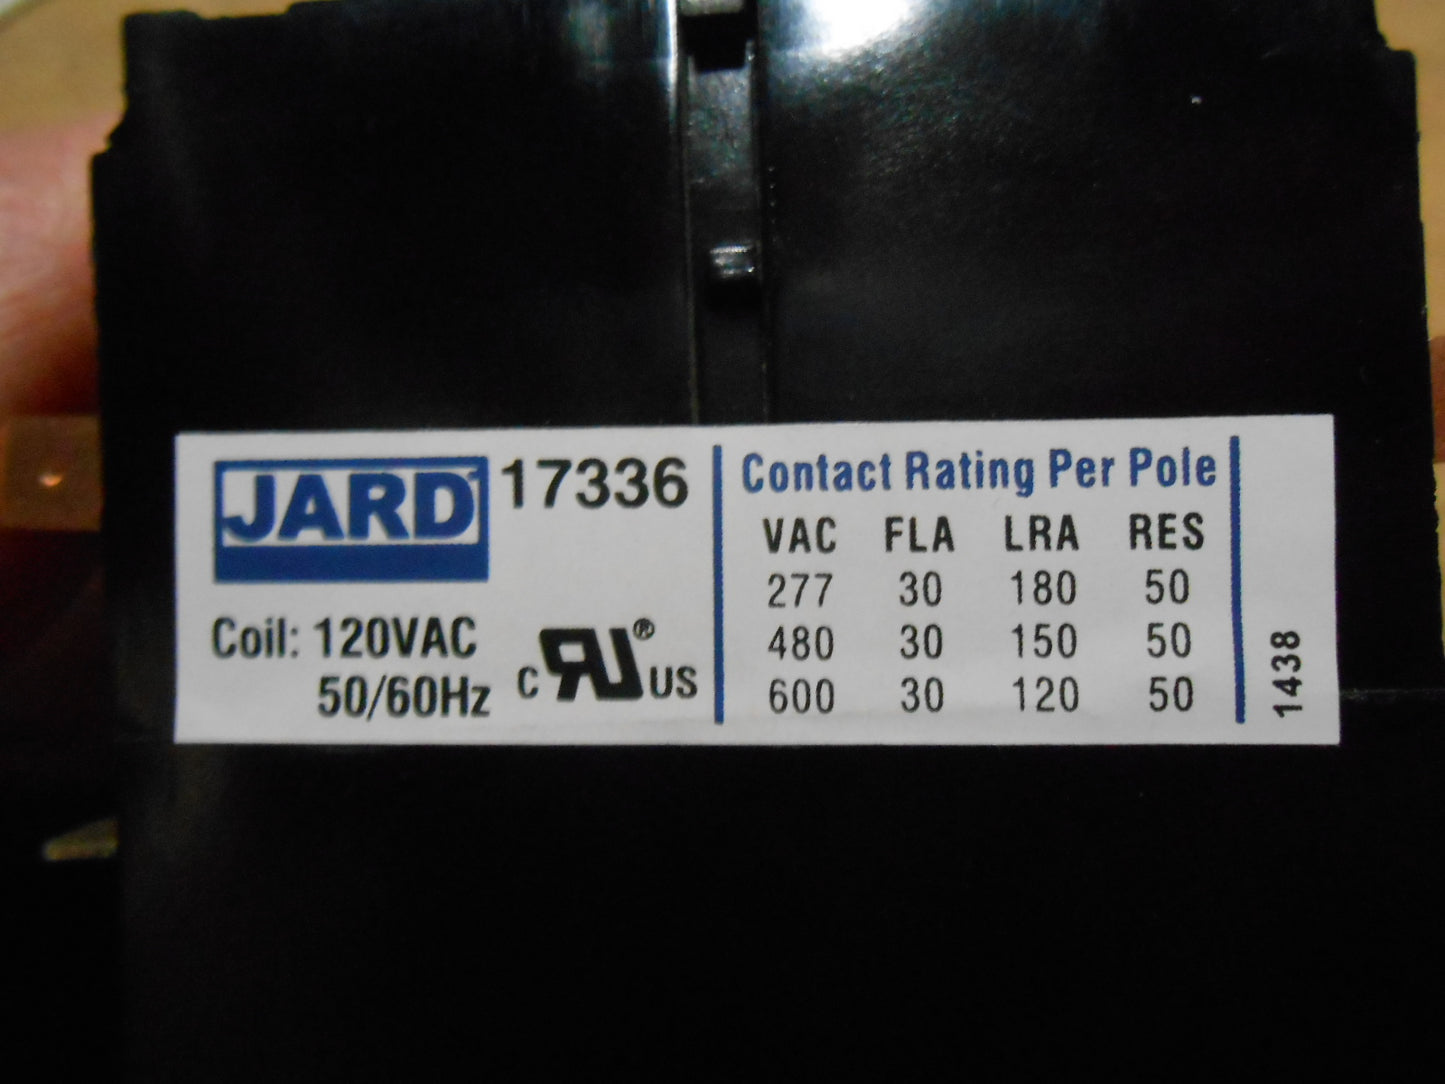 JARD 17336
Coil: 120VAC
50/60Hz
c RU® US
Contact Rating Per Pole
VAC FLA LRA RES
277 30 180 50
480 30 150 50
600 30 120 50
1438